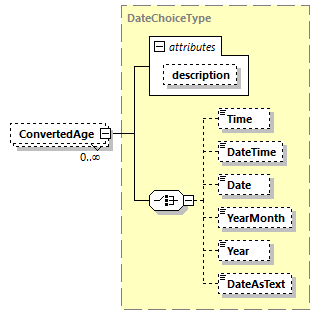 DateChoiceType
attributes
description
ConvertedAge
0..∞
Time
DateTime
Date
YearMonth
Year
DateAsText